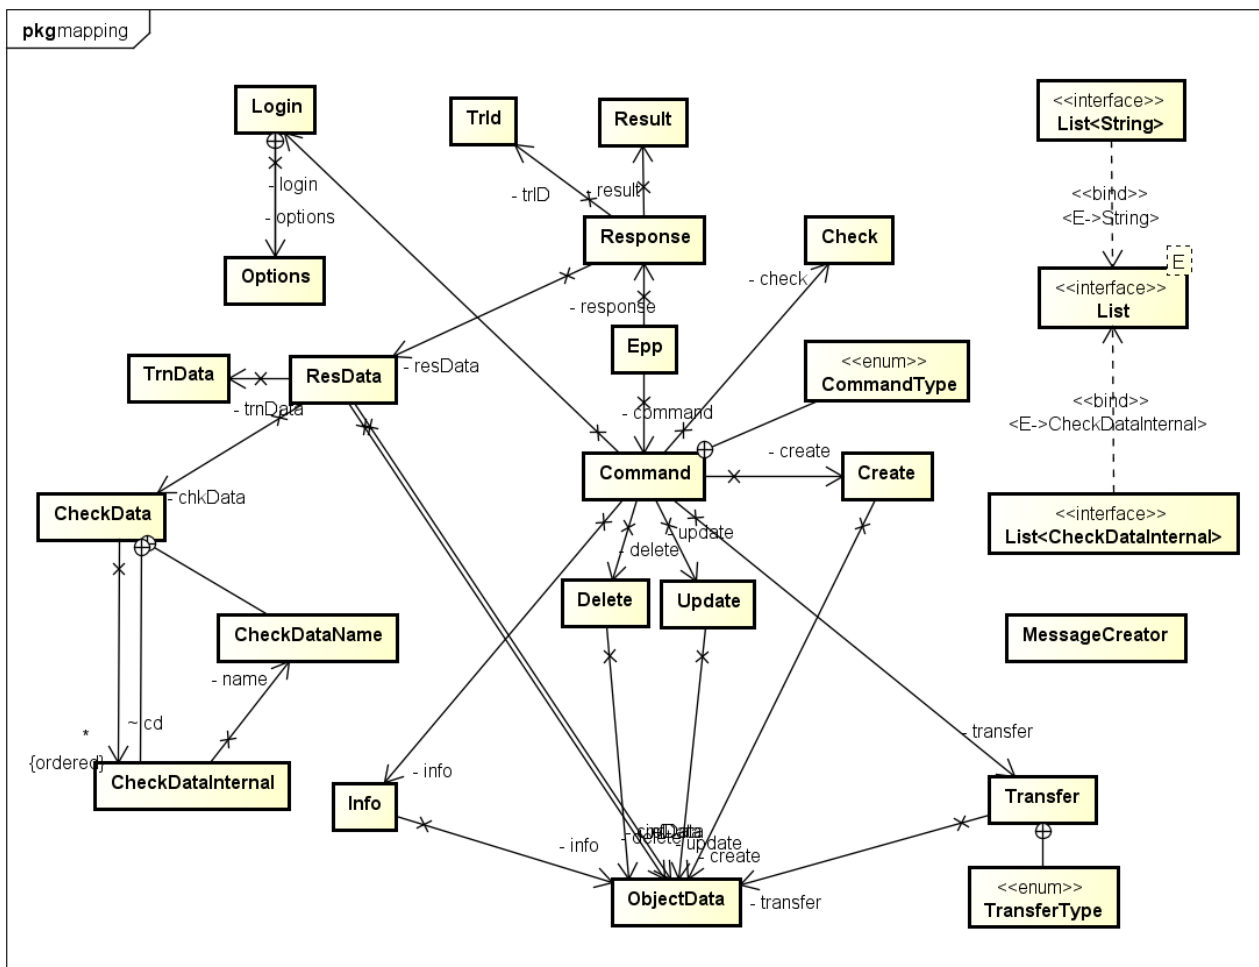 pkg mapping
Login
TrId
Result
<<interface>>
List<String>
- login
- trID
- result
<<bind>>
<E->String>
- options
Response
Check
Options
- check
E
<<interface>>
List
- response
Epp
<<enum>>
CommandType
TrnData
ResData
- resData
- trnData
- command
<<bind>>
<E->CheckDataInternal>
- create
Command
Create
- chkData
CheckData
<<interface>>
List<CheckDataInternal>
- update
- delete
Delete
Update
CheckDataName
MessageCreator
- name
~ cd
*
{ordered}
- transfer
- info
CheckDataInternal
Info
Transfer
- info
- delete
- update
- create
ObjectData
- transfer
<<enum>>
TransferType